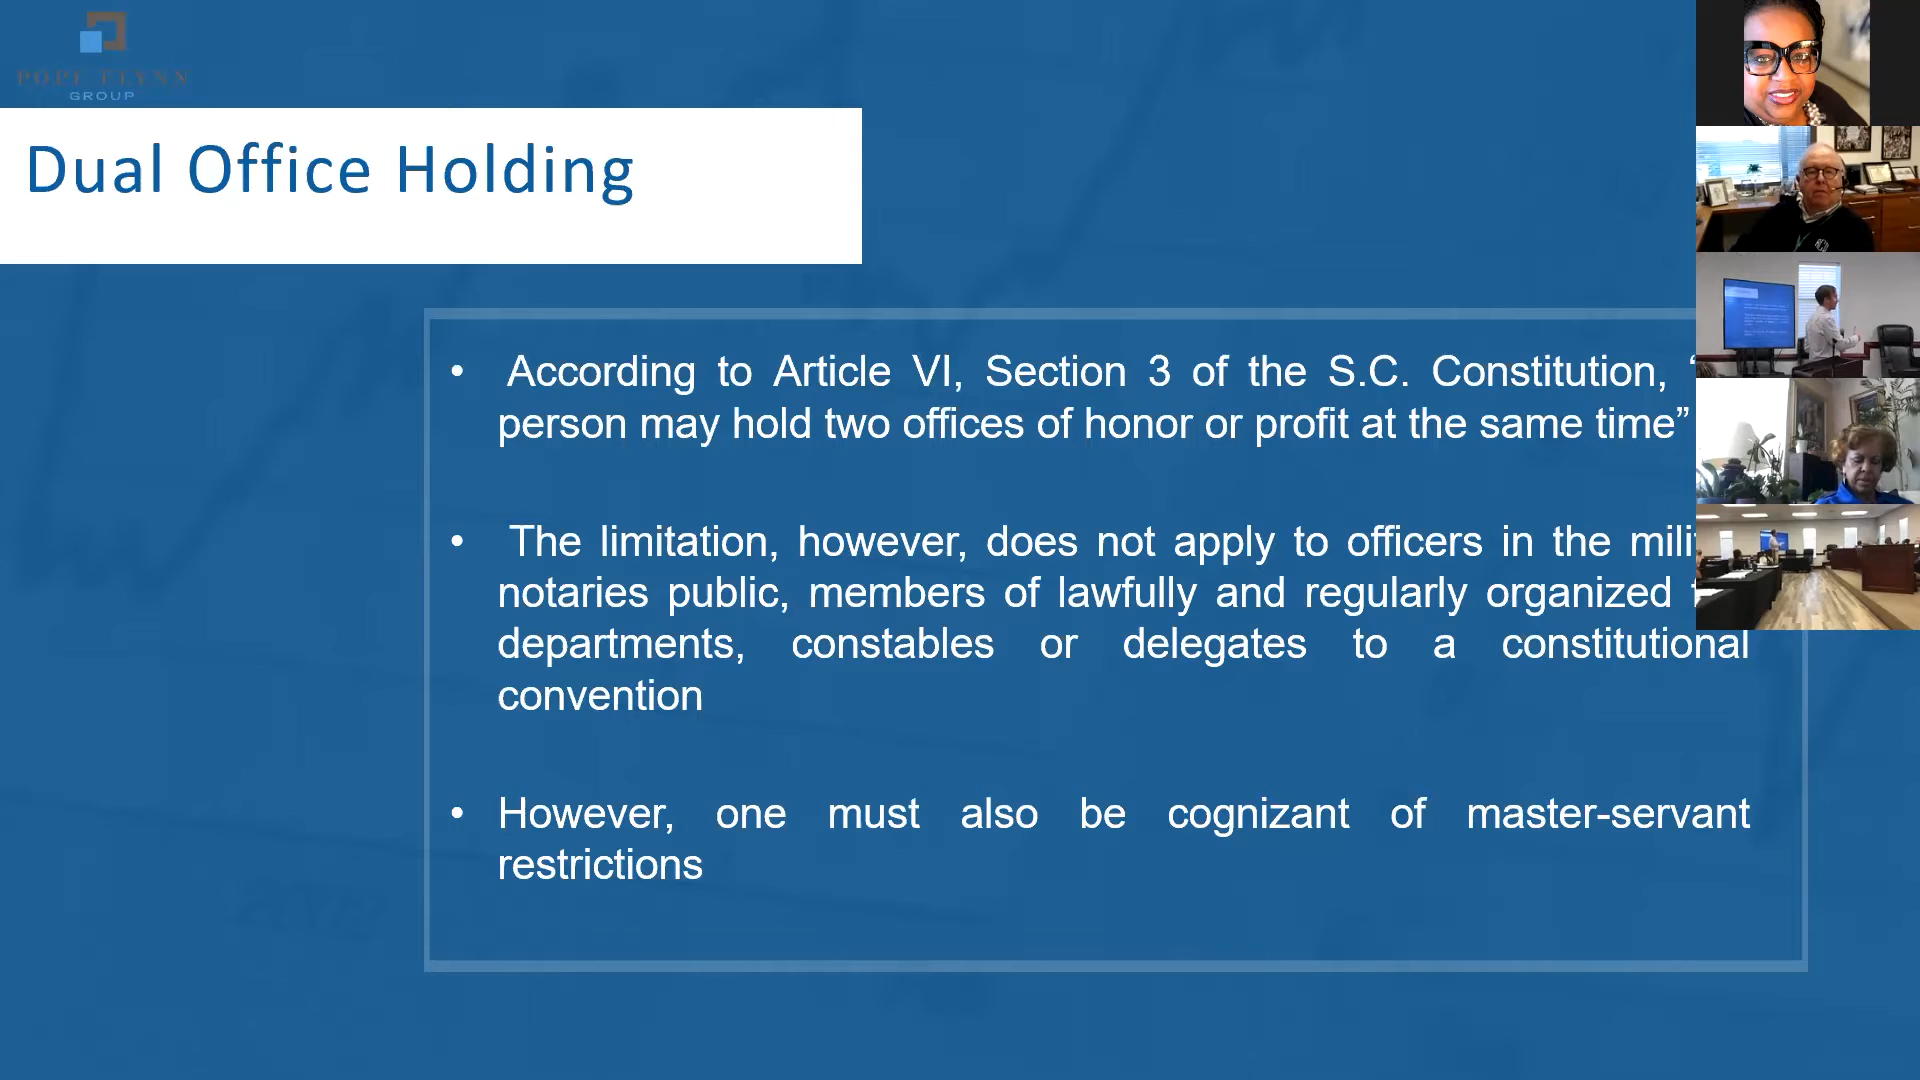 POPE FLYNN
GROUP
Dual Office Holding
• According to Article VI, Section 3 of the S.C. Constitution, “
person may hold two offices of honor or profit at the same time”
• The limitation, however, does not apply to officers in the mili
notaries public, members of lawfully and regularly organized
departments, constables or delegates to a constitutional
convention
• However, one must also be cognizant of master-servant
restrictions